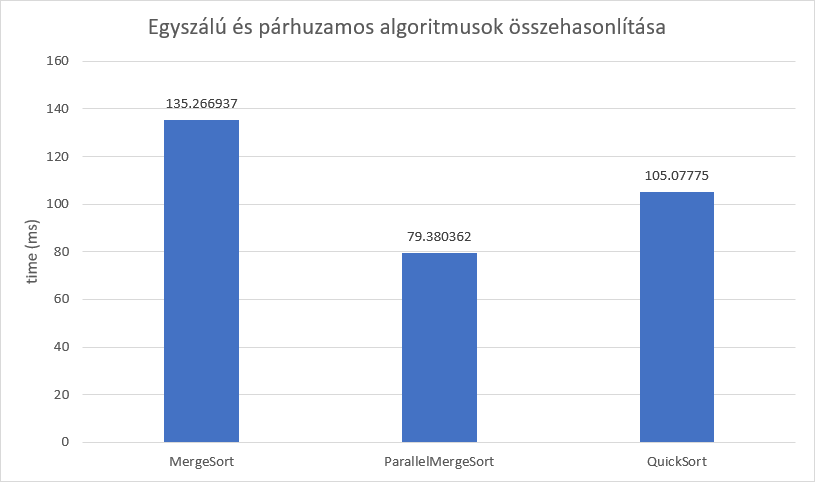 Egyszálú és párhuzamos algoritmusok összehasonlítása
160
140
120
100
80
60
40
20
0
time (ms)
135.266937
79.380362
105.07775
MergeSort
ParallelMergeSort
QuickSort